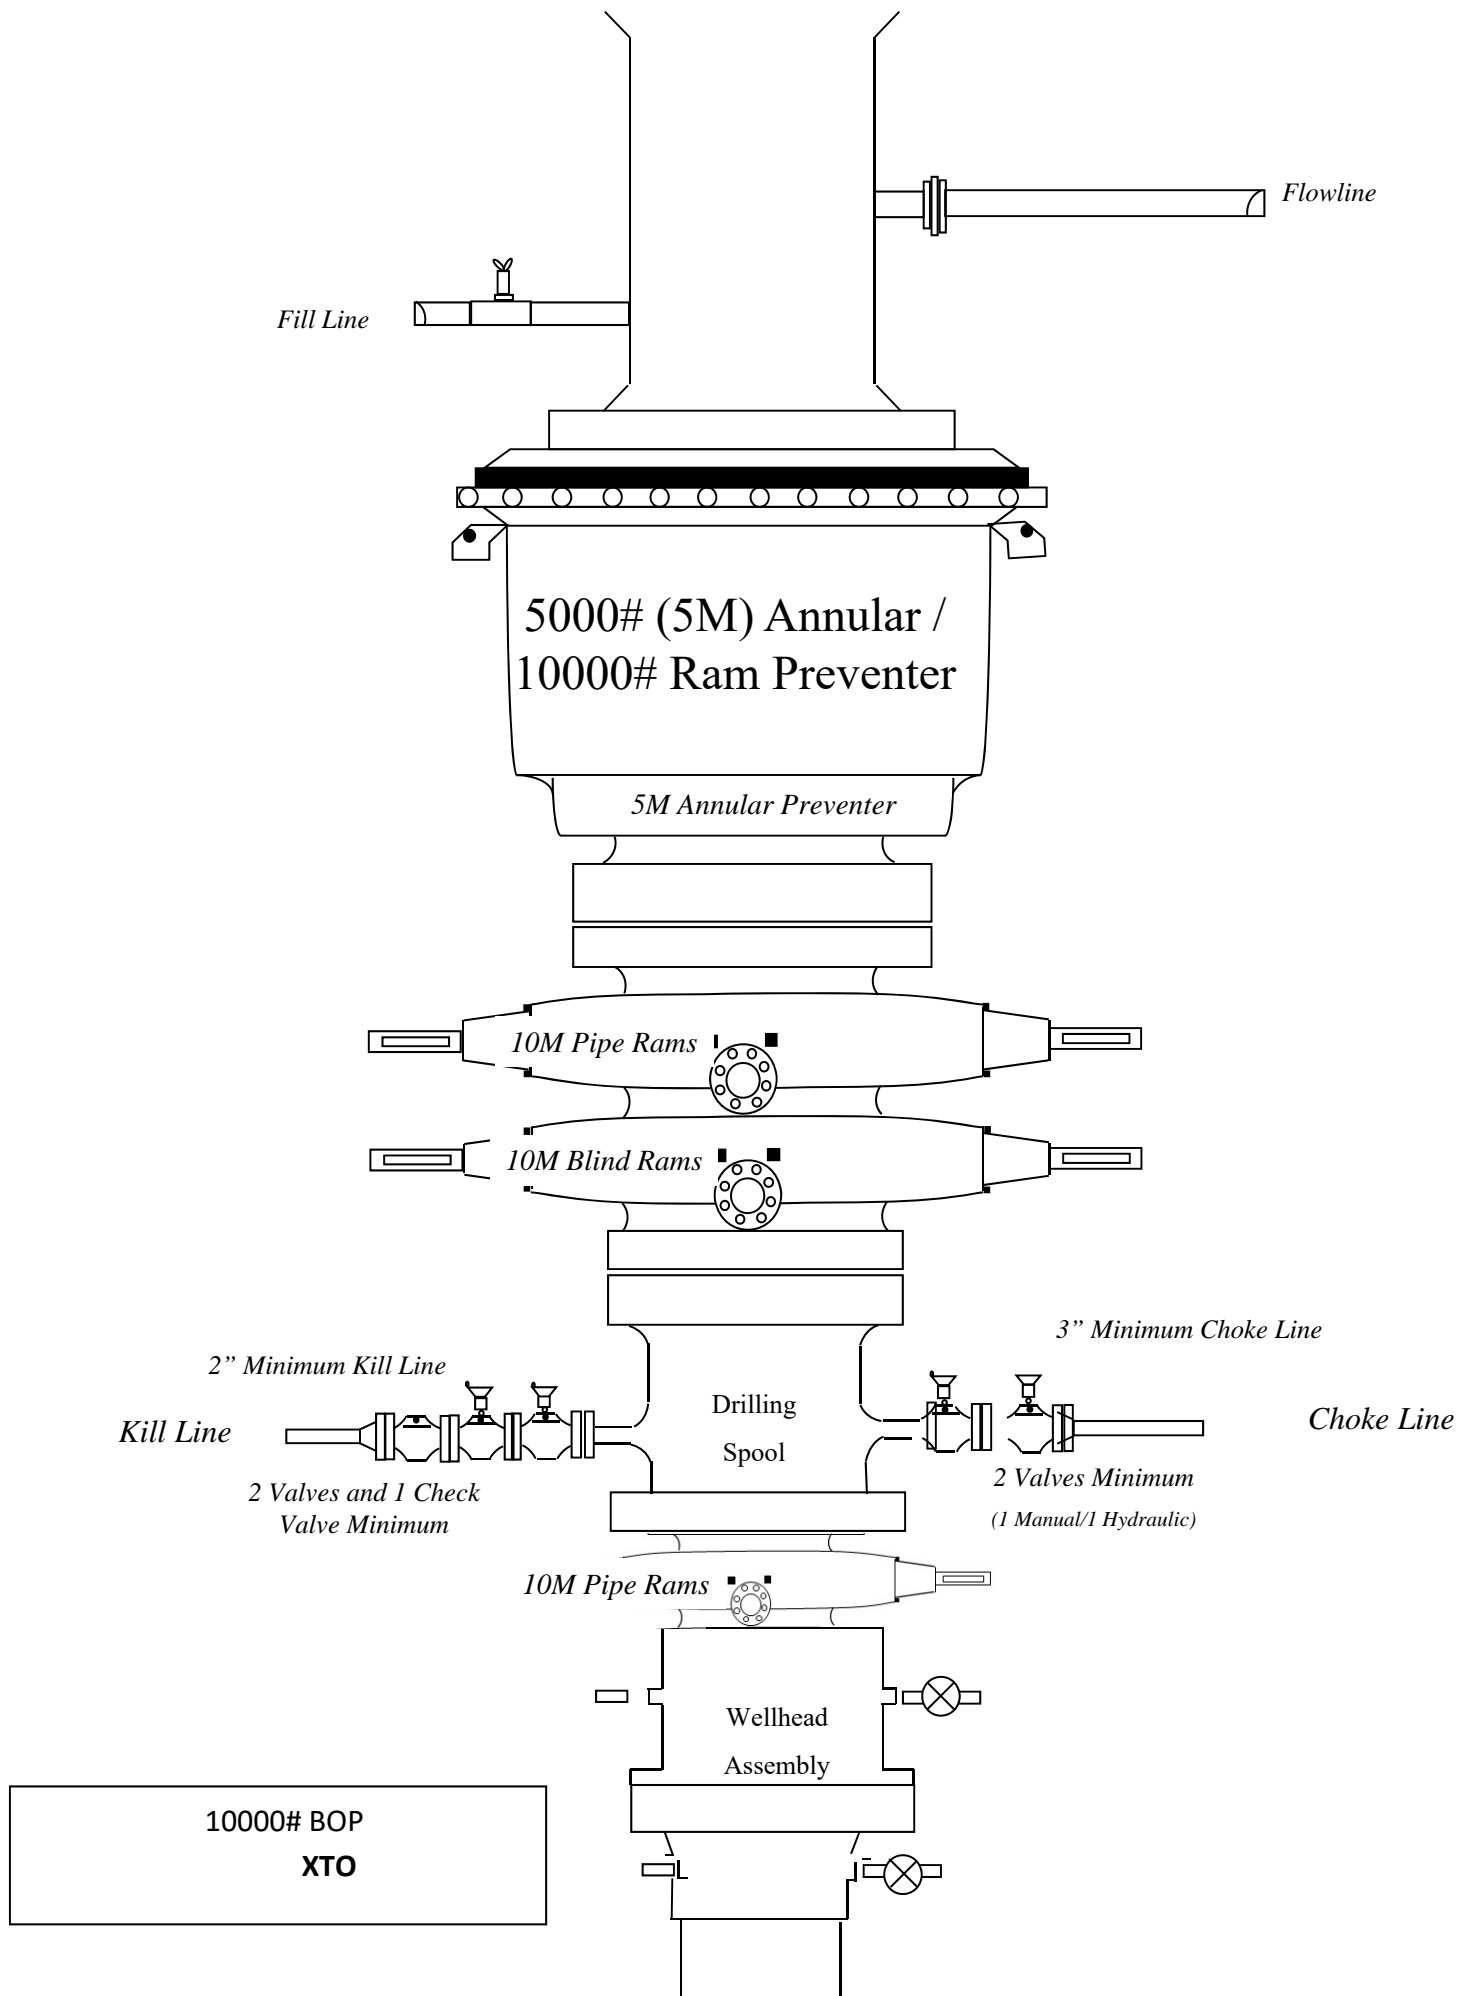 Flowline
Fill Line
5000# (5M) Annular /
10000# Ram Preventer
5M Annular Preventer
10M Pipe Rams
10M Blind Rams
3” Minimum Choke Line
2” Minimum Kill Line
Drilling
Spool
Kill Line
Choke Line
2 Valves and 1 Check
Valve Minimum
2 Valves Minimum
(1 Manual/1 Hydraulic)
10M Pipe Rams
Wellhead
Assembly
10000# BOP
XTO